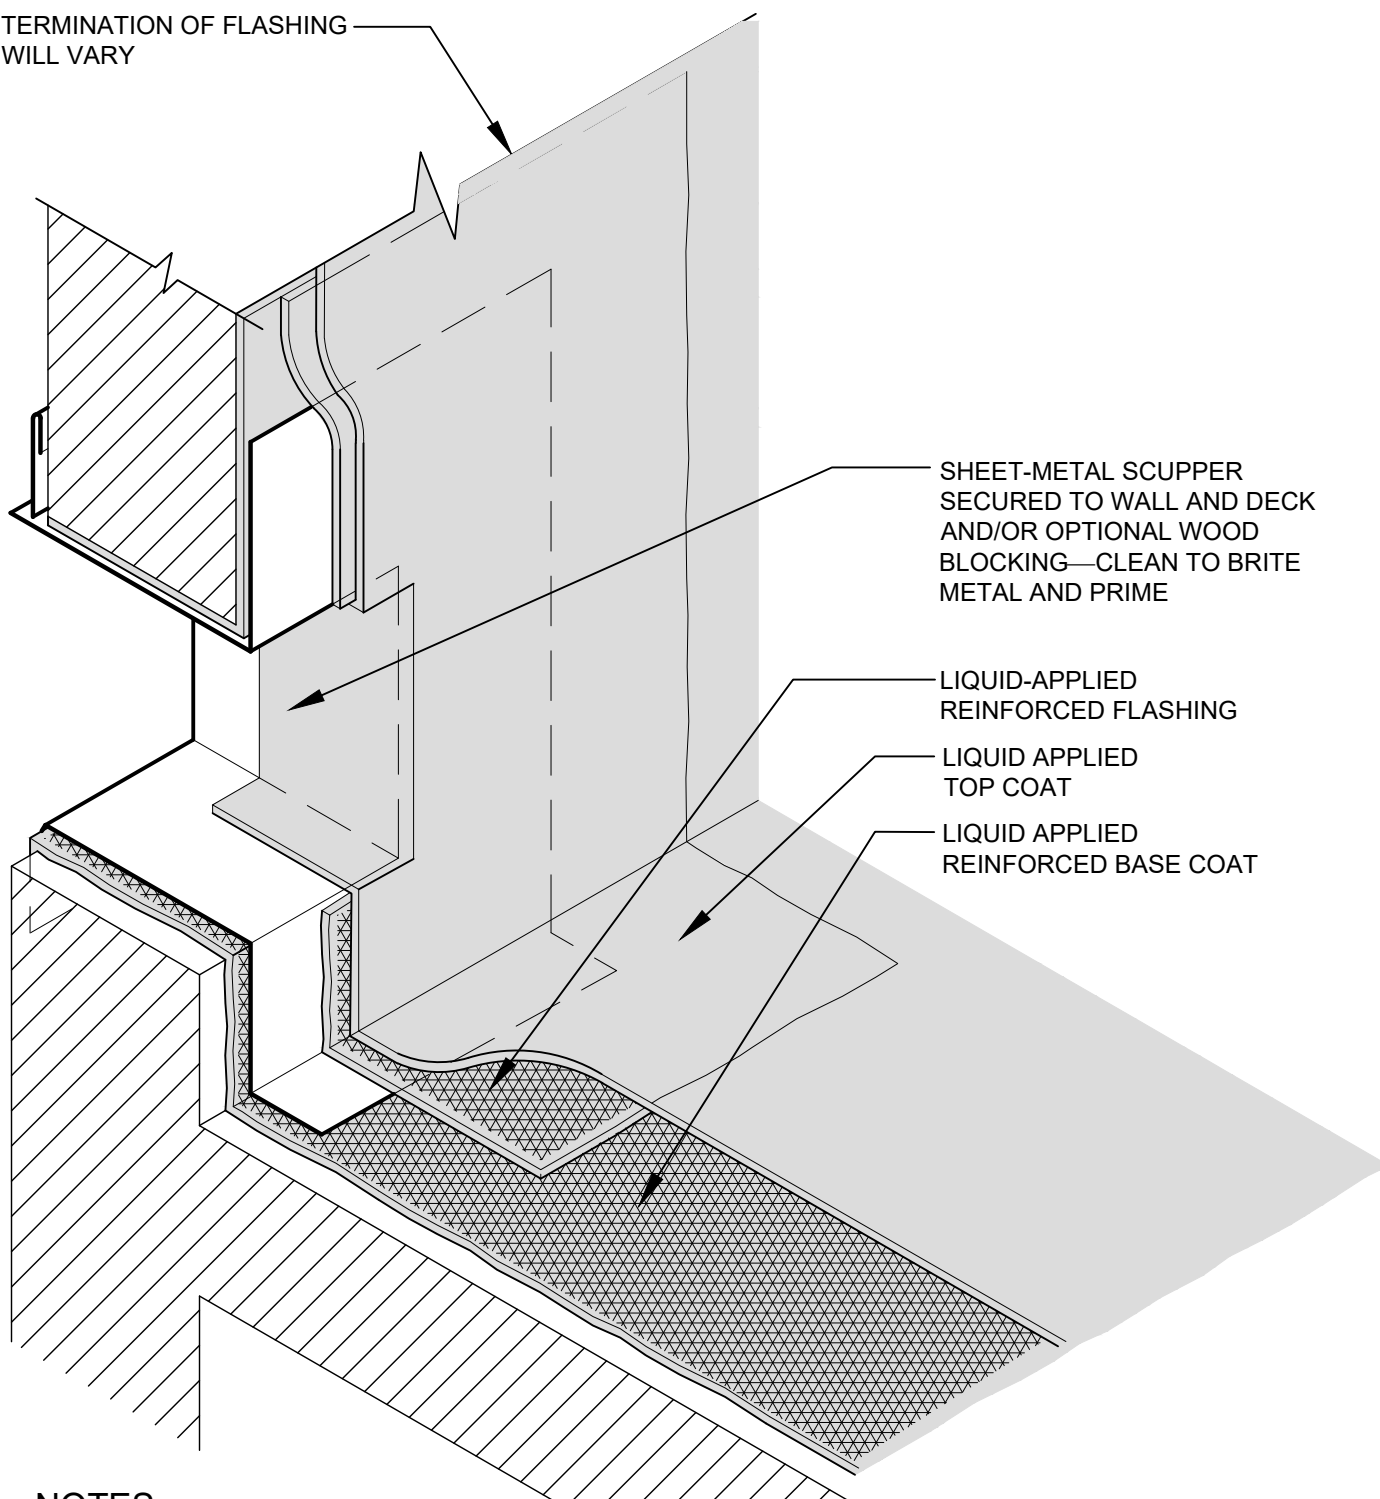 TERMINATION OF FLASHING
WILL VARY
SHEET-METAL SCUPPER
SECURED TO WALL AND DECK
AND/OR OPTIONAL WOOD
BLOCKING—CLEAN TO BRITE
METAL AND PRIME
LIQUID-APPLIED
REINFORCED FLASHING
LIQUID APPLIED
TOP COAT
LIQUID APPLIED
REINFORCED BASE COAT
NOTES